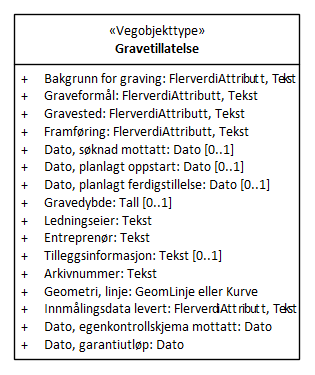 «Vegobjekttype»
Gravetillatelse
+ Bakgrunn for graving: FlerverdiAttributt, Tekst
+ Graveformål: FlerverdiAttributt, Tekst
+ Gravested: FlerverdiAttributt, Tekst
+ Framføring: FlerverdiAttributt, Tekst
+ Dato, søknad mottatt: Dato [0..1]
+ Dato, planlagt oppstart: Dato [0..1]
+ Dato, planlagt ferdigstillelse: Dato [0..1]
+ Gravedybde: Tall [0..1]
+ Ledningseier: Tekst
+ Entreprenør: Tekst
+ Tilleggsinformasjon: Tekst [0..1]
+ Arkivnummer: Tekst
+ Geometri, linje: GeomLinje eller Kurve
+ Innmålingsdata levert: FlerverdiAttributt, Tekst
+ Dato, egenkontrollskjema mottatt: Dato
+ Dato, garantiutløp: Dato